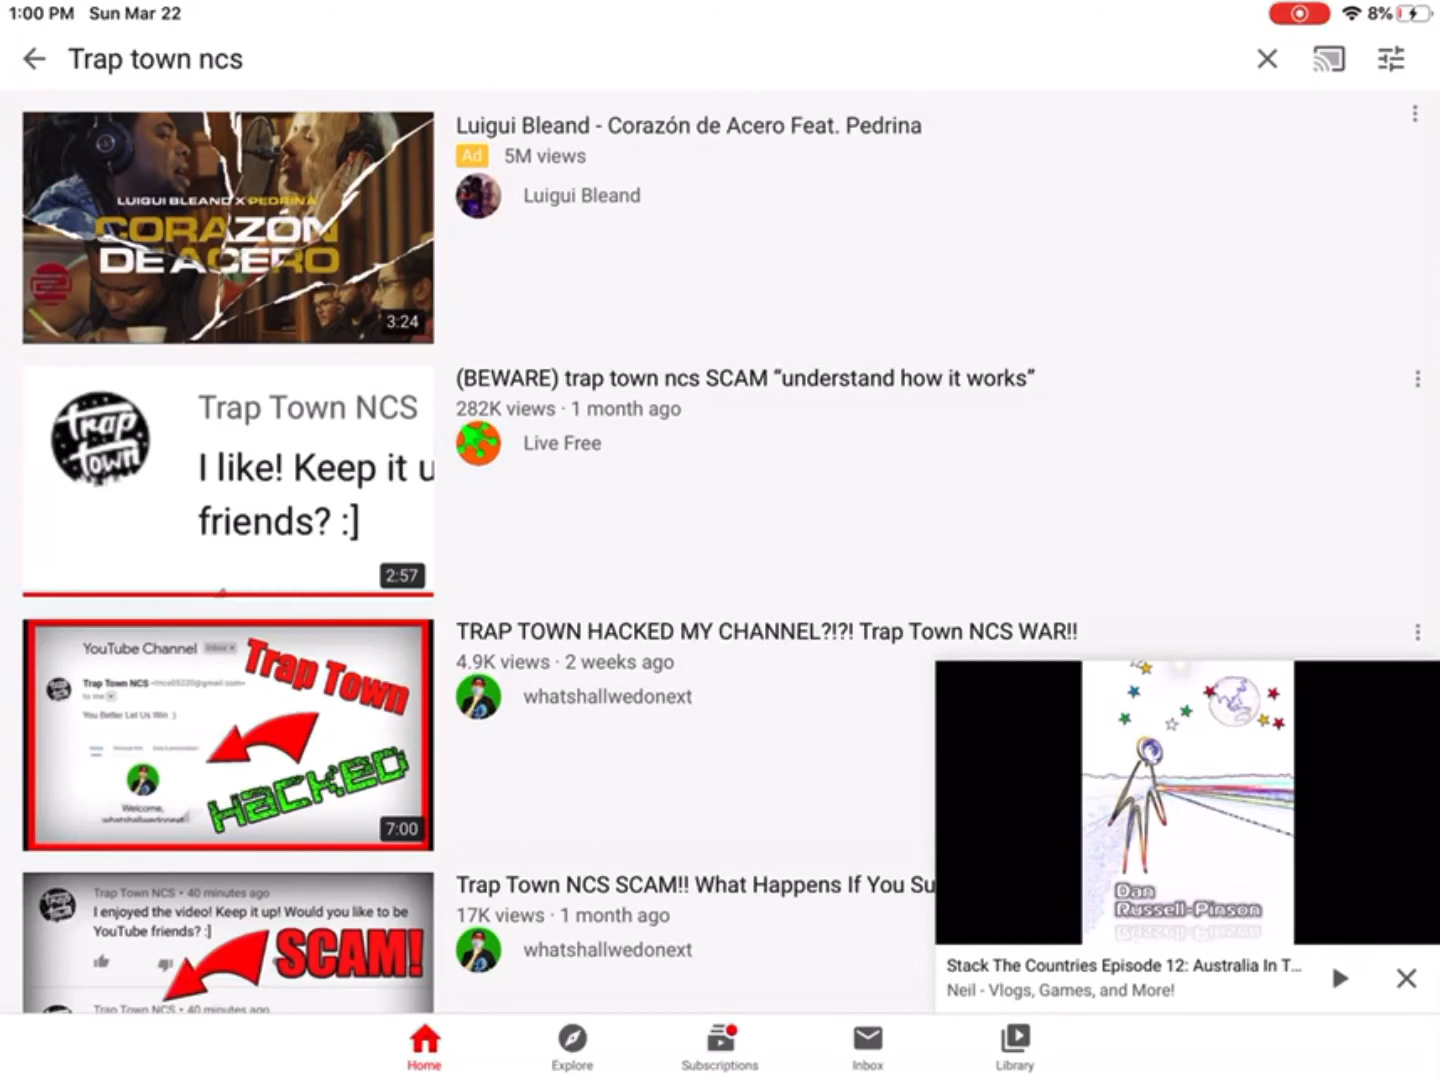 1:00 PM Sun Mar 22
8%
Trap town ncs
LUIGUI BLEAND X PEDRINA
CORAZÓN
DE ACERO
3:24
Luigui Bleand - Corazón de Acero Feat. Pedrina
Ad 5M views
Luigui Bleand
trap
town
Trap Town NCS
I like! Keep it u
friends? :]
2:57
(BEWARE) trap town ncs SCAM “understand how it works”
282K views · 1 month ago
Live Free
YouTube Channel Inbox x
Trap Town NCS
to me
You Better Let Us Win :)
Trap Town
HACKED
Welcome,
whatshallwedonext
7:00
TRAP TOWN HACKED MY CHANNEL?!?! Trap Town NCS WAR!!
4.9K views · 2 weeks ago
whatshallwedonext
Trap Town NCS • 40 minutes ago
I enjoyed the video! Keep it up! Would you like to be
YouTube friends? :]
SCAM!
Trap Town NCS • 40 minutes ago
Trap Town NCS SCAM!! What Happens If You Su
17K views · 1 month ago
whatshallwedonext
Dan
Russell-Pinson
Stack The Countries Episode 12: Australia In T...
Neil - Vlogs, Games, and More!
Home
Explore
Subscriptions
Inbox
Library